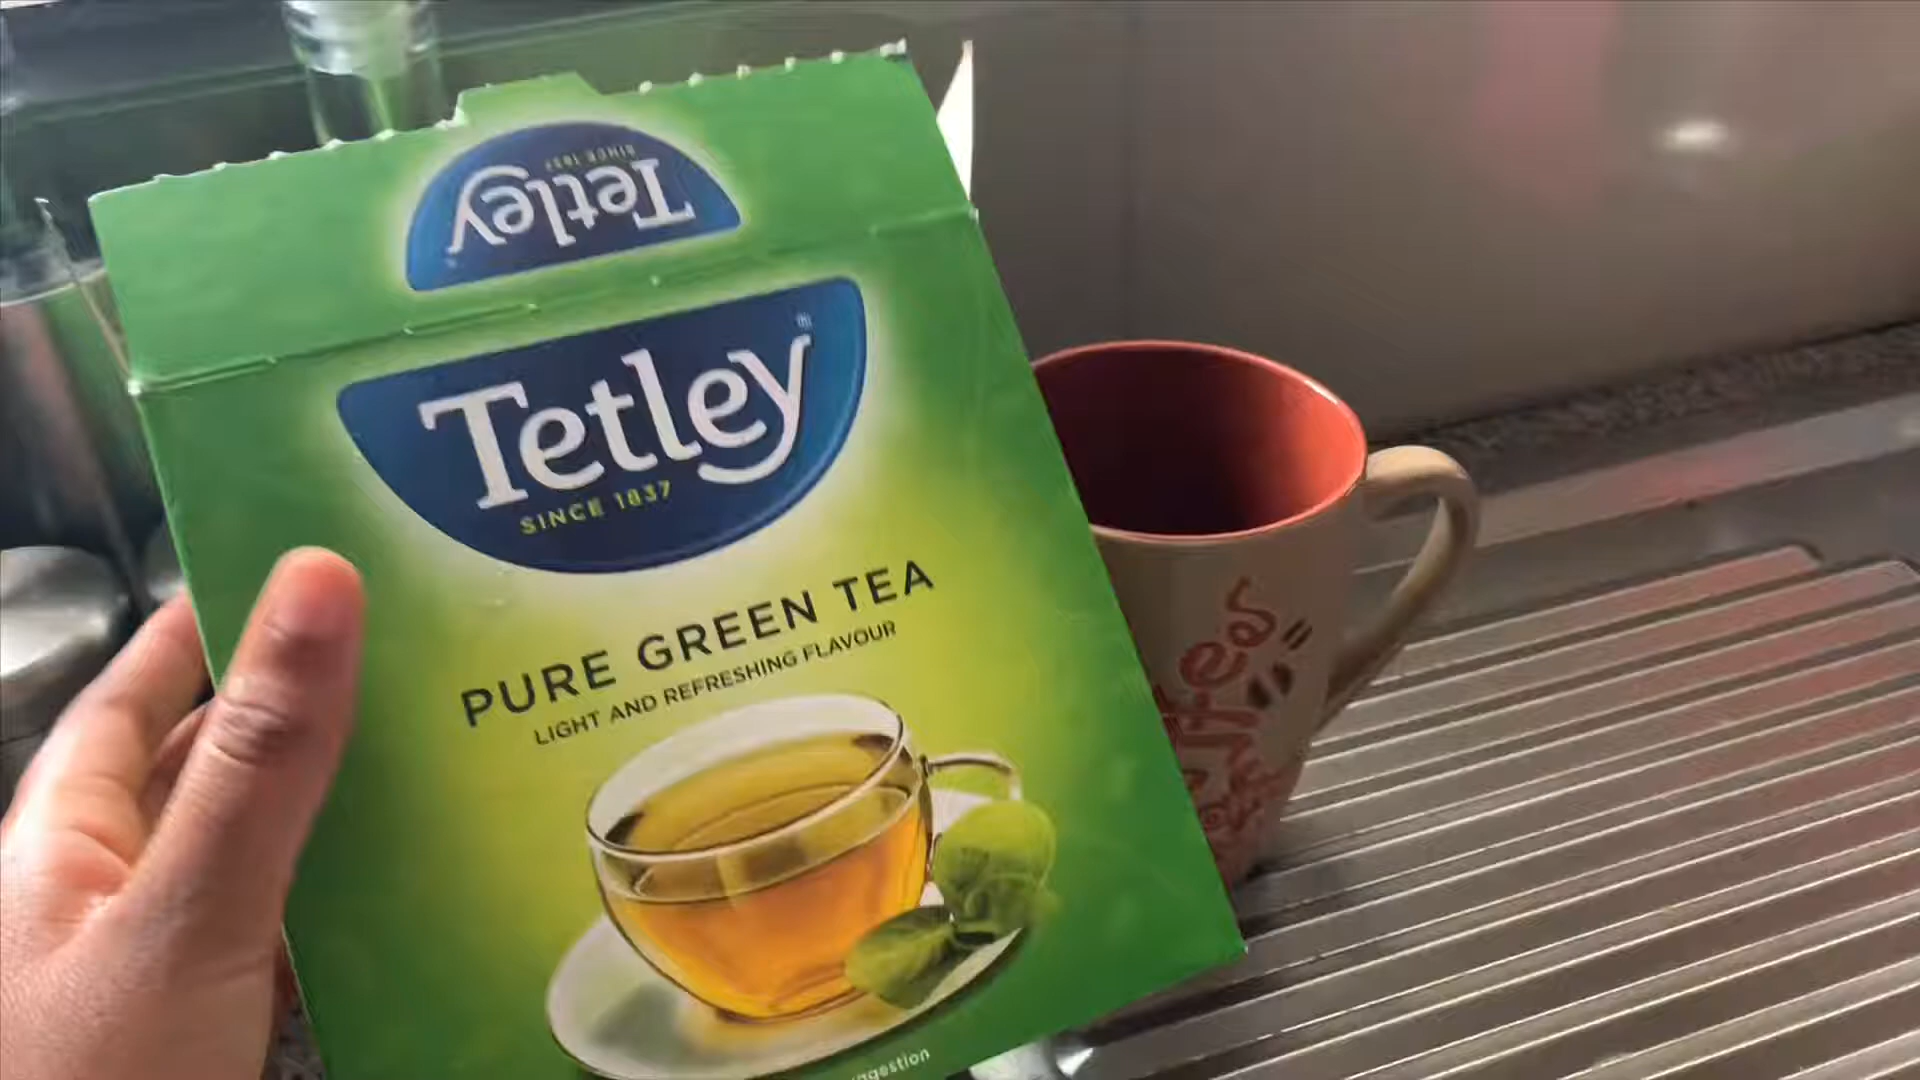 Tetley
SINCE 1837
Tetley®
SINCE 1837
PURE GREEN TEA
LIGHT AND REFRESHING FLAVOUR